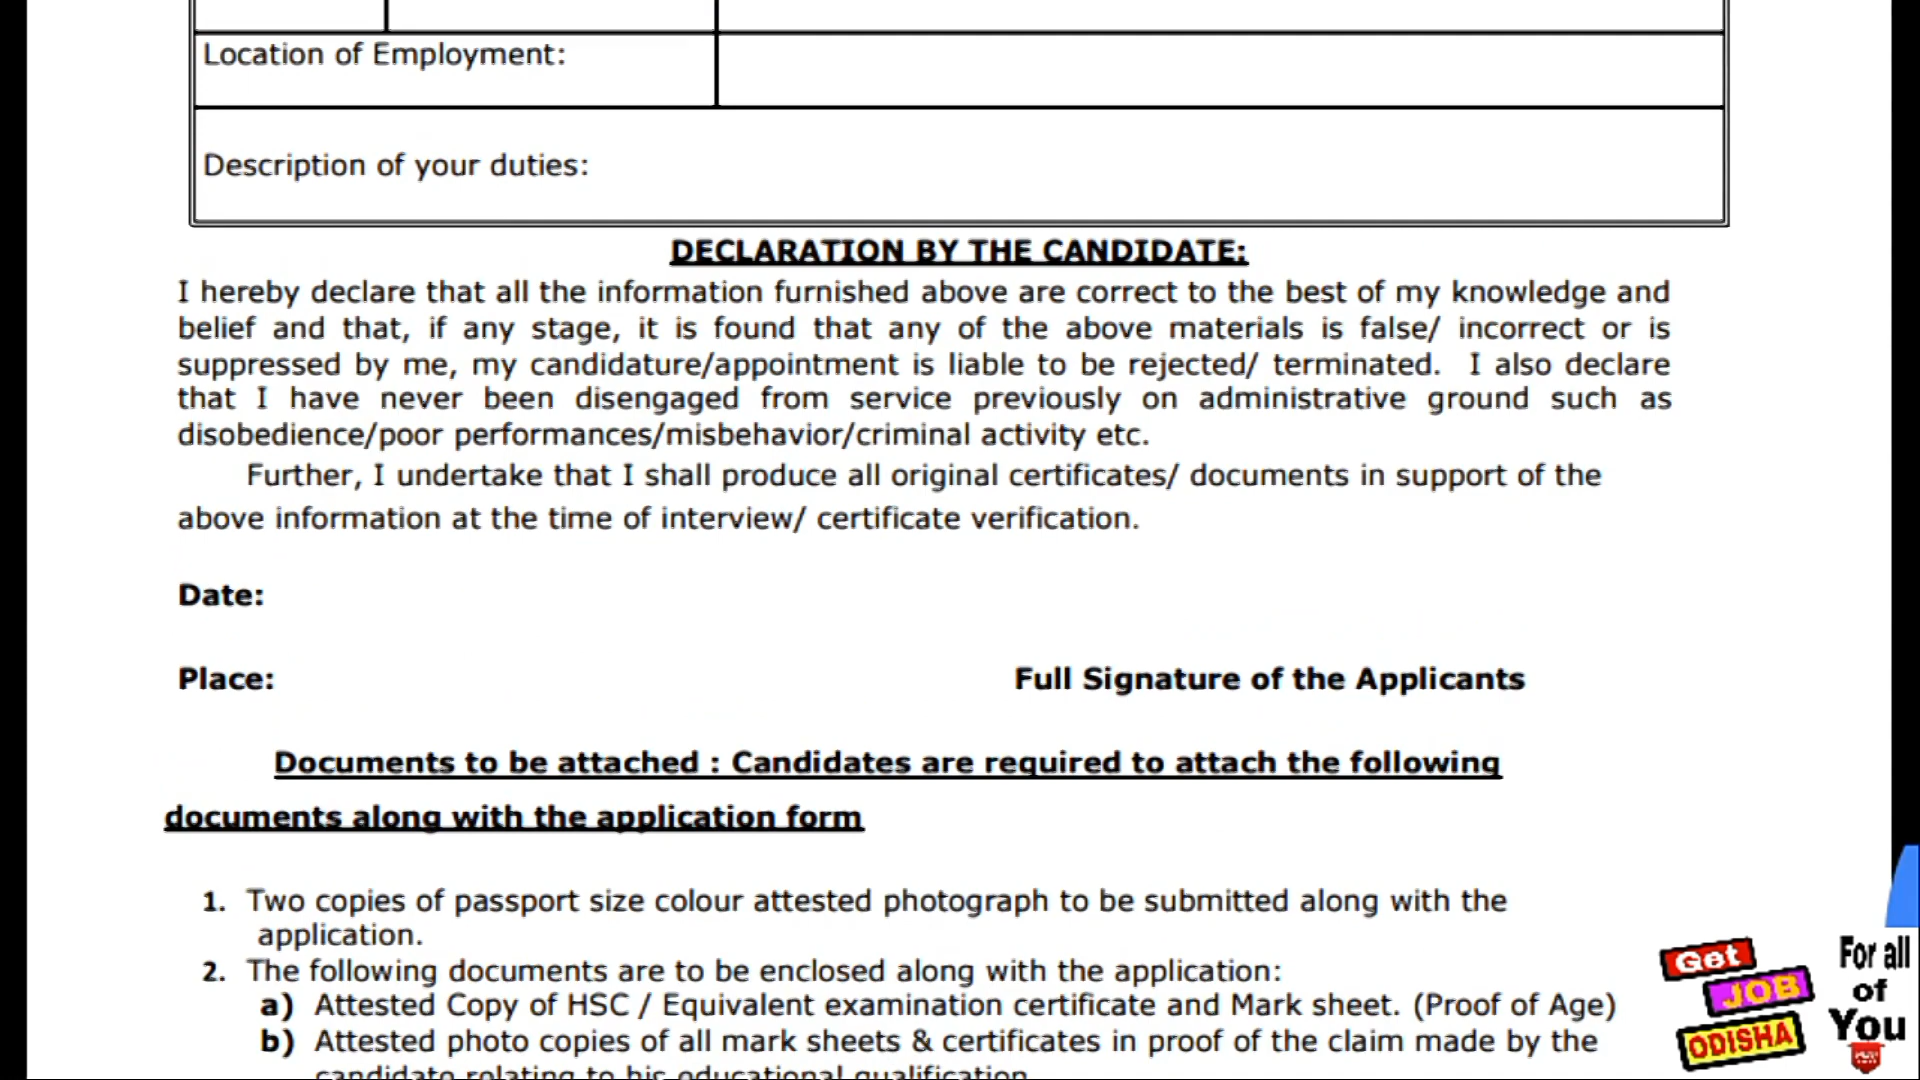 Location of Employment:
Description of your duties:
DECLARATION BY THE CANDIDATE:
I hereby declare that all the information furnished above are correct to the best of my knowledge and
belief and that, if any stage, it is found that any of the above materials is false/ incorrect or is
suppressed by me, my candidature/appointment is liable to be rejected/ terminated. I also declare
that I have never been disengaged from service previously on administrative ground such as
disobedience/poor performances/misbehavior/criminal activity etc.
Further, I undertake that I shall produce all original certificates/ documents in support of the
above information at the time of interview/ certificate verification.
Date:
Place:
Full Signature of the Applicants
Documents to be attached : Candidates are required to attach the following
documents along with the application form
1. Two copies of passport size colour attested photograph to be submitted along with the
application.
2. The following documents are to be enclosed along with the application:
a) Attested Copy of HSC / Equivalent examination certificate and Mark sheet. (Proof of Age)
b) Attested photo copies of all mark sheets & certificates in proof of the claim made by the
candidate relating to his educational qualification
Get
JOB
ODISHA
For all
of
You